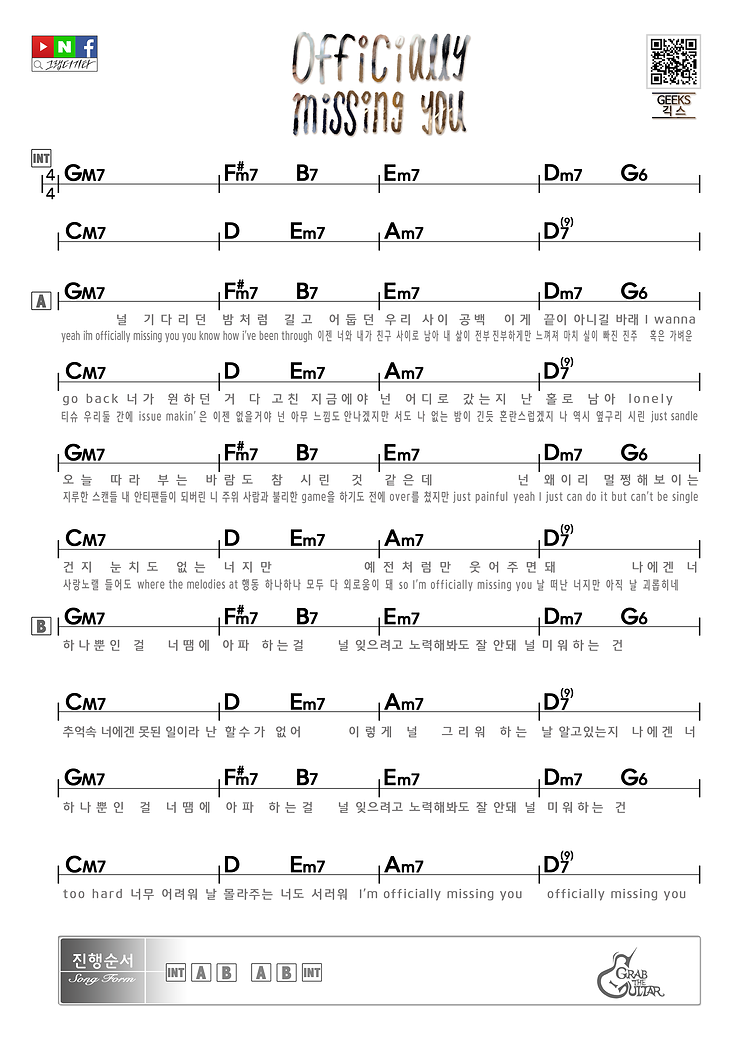 그랩더기타
Officially
missing you
GEEKS
긱스
INT
4
4
GM7 F#m7 B7 Em7 Dm7 G6
CM7 D Em7 Am7 D7(9)
A
GM7 F#m7 B7 Em7 Dm7 G6
널 기다리던 밤처럼 길고 어둡던 우리 사이 공백 이게 끝이 아니길 바래 I wanna
yeah im officially missing you you know how i've been through 이젠 너와 내가 친구 사이로 남아 내 삶이 전부 진부하게만 느껴져 마치 실이 빠진 진주 혹은 가벼운
CM7 D Em7 Am7 D7(9)
go back 너가 원하던 거 다 고친 지금에야 넌 어디로 갔는지 난 홀로 남아 lonely
티슈 우리둘 간에 issue makin' 은 이젠 없을거야 넌 아무 느낌도 안나겠지만 서도 나 없는 밤이 긴듯 혼란스럽겠지 나 역시 옆구리 시린 just sandle
GM7 F#m7 B7 Em7 Dm7 G6
오늘 따라 부는 바람도 참 시린 것 같은데 넌 왜이리 멀쩡해보이는
지루한 스캔들 내 안티팬들이 되버린 니 주위 사람과 불리한 game을 하기도 전에 over를 쳤지만 just painful yeah I just can do it but can't be single
CM7 D Em7 Am7 D7(9)
건지 눈치도 없는 너지만 예전처럼만 웃어주면돼 나에겐 너
사랑노랠 들어도 where the melodies at 행동 하나하나 모두 다 외로움이 돼 so I'm officially missing you 날 떠난 너지만 아직 날 괴롭히네
B
GM7 F#m7 B7 Em7 Dm7 G6
하나뿐인 걸 너땜에 아파 하는걸 널 잊으려고 노력해봐도 잘 안돼 널 미워하는 건
CM7 D Em7 Am7 D7(9)
추억속 너에겐 못된 일이라 난 할수가 없어 이렇게 널 그리워 하는 날 알고있는지 나에겐 너
GM7 F#m7 B7 Em7 Dm7 G6
하나뿐인 걸 너땜에 아파 하는걸 널 잊으려고 노력해봐도 잘 안돼 널 미워하는 건
CM7 D Em7 Am7 D7(9)
too hard 너무 어려워 날 몰라주는 너도 서러워 I'm officially missing you officially missing you
진행순서
Song Form
INT A B A B INT
GRAB
THE
GUITAR